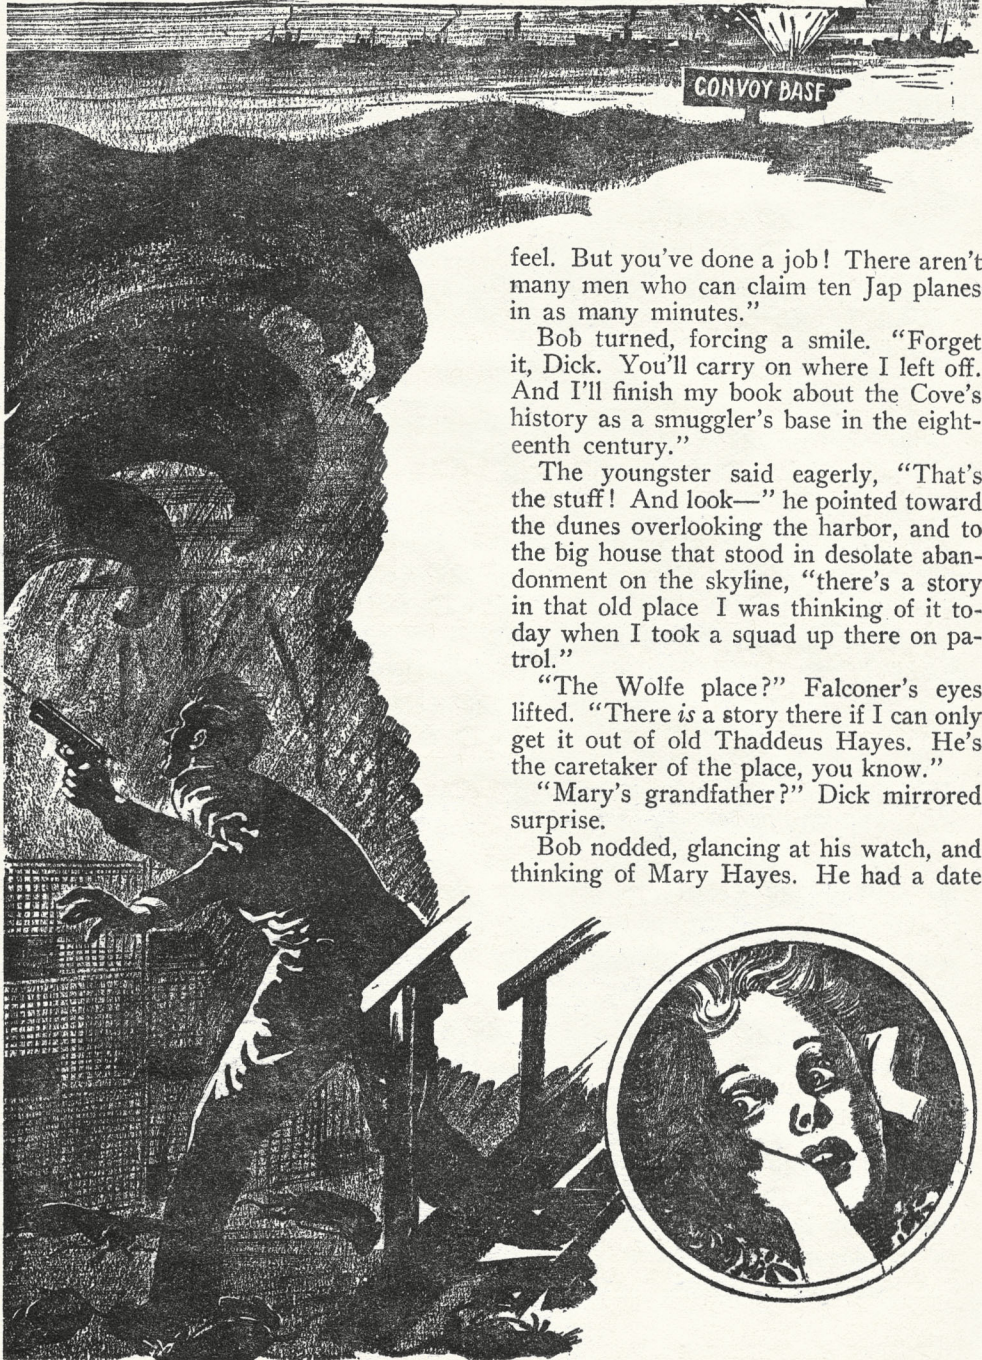 CONVOY BASE
feel. But you've done a job! There aren't
many men who can claim ten Jap planes
in as many minutes."
Bob turned, forcing a smile. "Forget
it, Dick. You'll carry on where I left off.
And I'll finish my book about the Cove's
history as a smuggler's base in the eight-
eenth century."
The youngster said eagerly, "That's
the stuff! And look—" he pointed toward
the dunes overlooking the harbor, and to
the big house that stood in desolate aban-
donment on the skyline, "there's a story
in that old place I was thinking of it to-
day when I took a squad up there on pa-
trol."
"The Wolfe place?" Falconer's eyes
lifted. "There is a story there if I can only
get it out of old Thaddeus Hayes. He's
the caretaker of the place, you know."
"Mary's grandfather?" Dick mirrored
surprise.
Bob nodded, glancing at his watch, and
thinking of Mary Hayes. He had a date